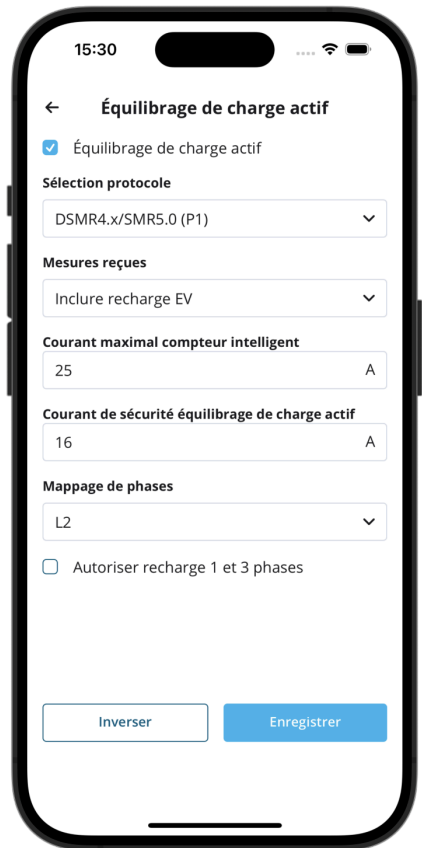 15:30
Équilibrage de charge actif
Équilibrage de charge actif
Sélection protocole
DSMR4.x/SMR5.0 (P1)
Mesures reçues
Inclure recharge EV
Courant maximal compteur intelligent
25 A
Courant de sécurité équilibrage de charge actif
16 A
Mappage de phases
L2
Autoriser recharge 1 et 3 phases
Inverser Enregistrer